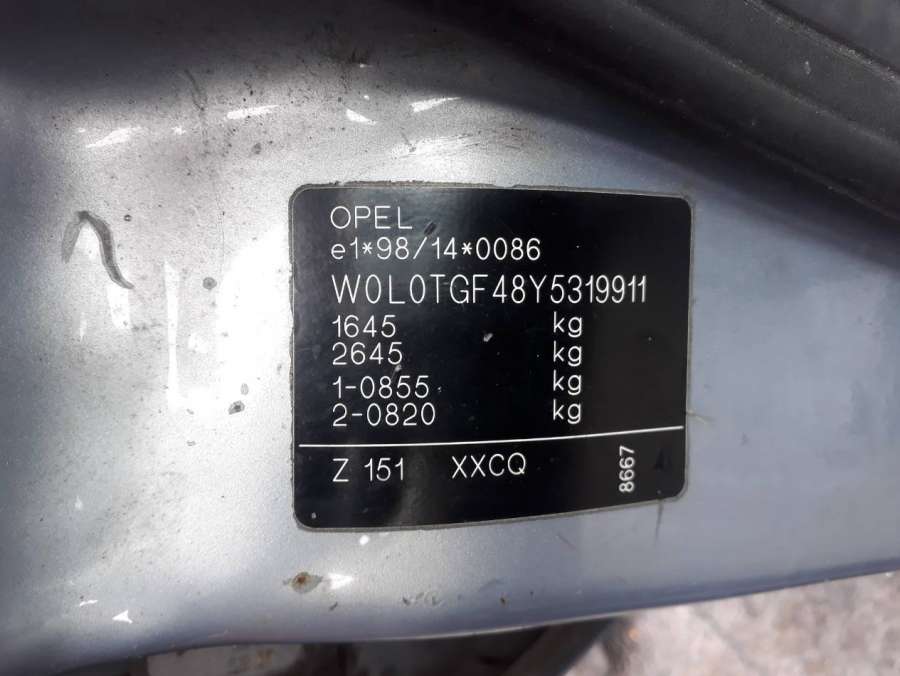 OPEL
e1*98/14*0086
W0L0TGF48Y5319911
1645 kg
2645 kg
1-0855 kg
2-0820 kg
Z 151 XXCQ
8667